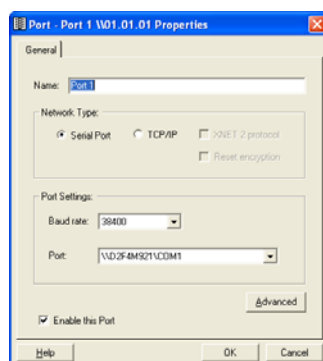 Port - Port 1 \\01.01.01 Properties
General
Name: Port 1
Network Type:
Serial Port TCP/IP XNET 2 protocol
Reset encryption
Port Settings:
Baud rate: 38400
Port: \\D2F4M921\COM1
Advanced
Enable this Port
Help OK Cancel